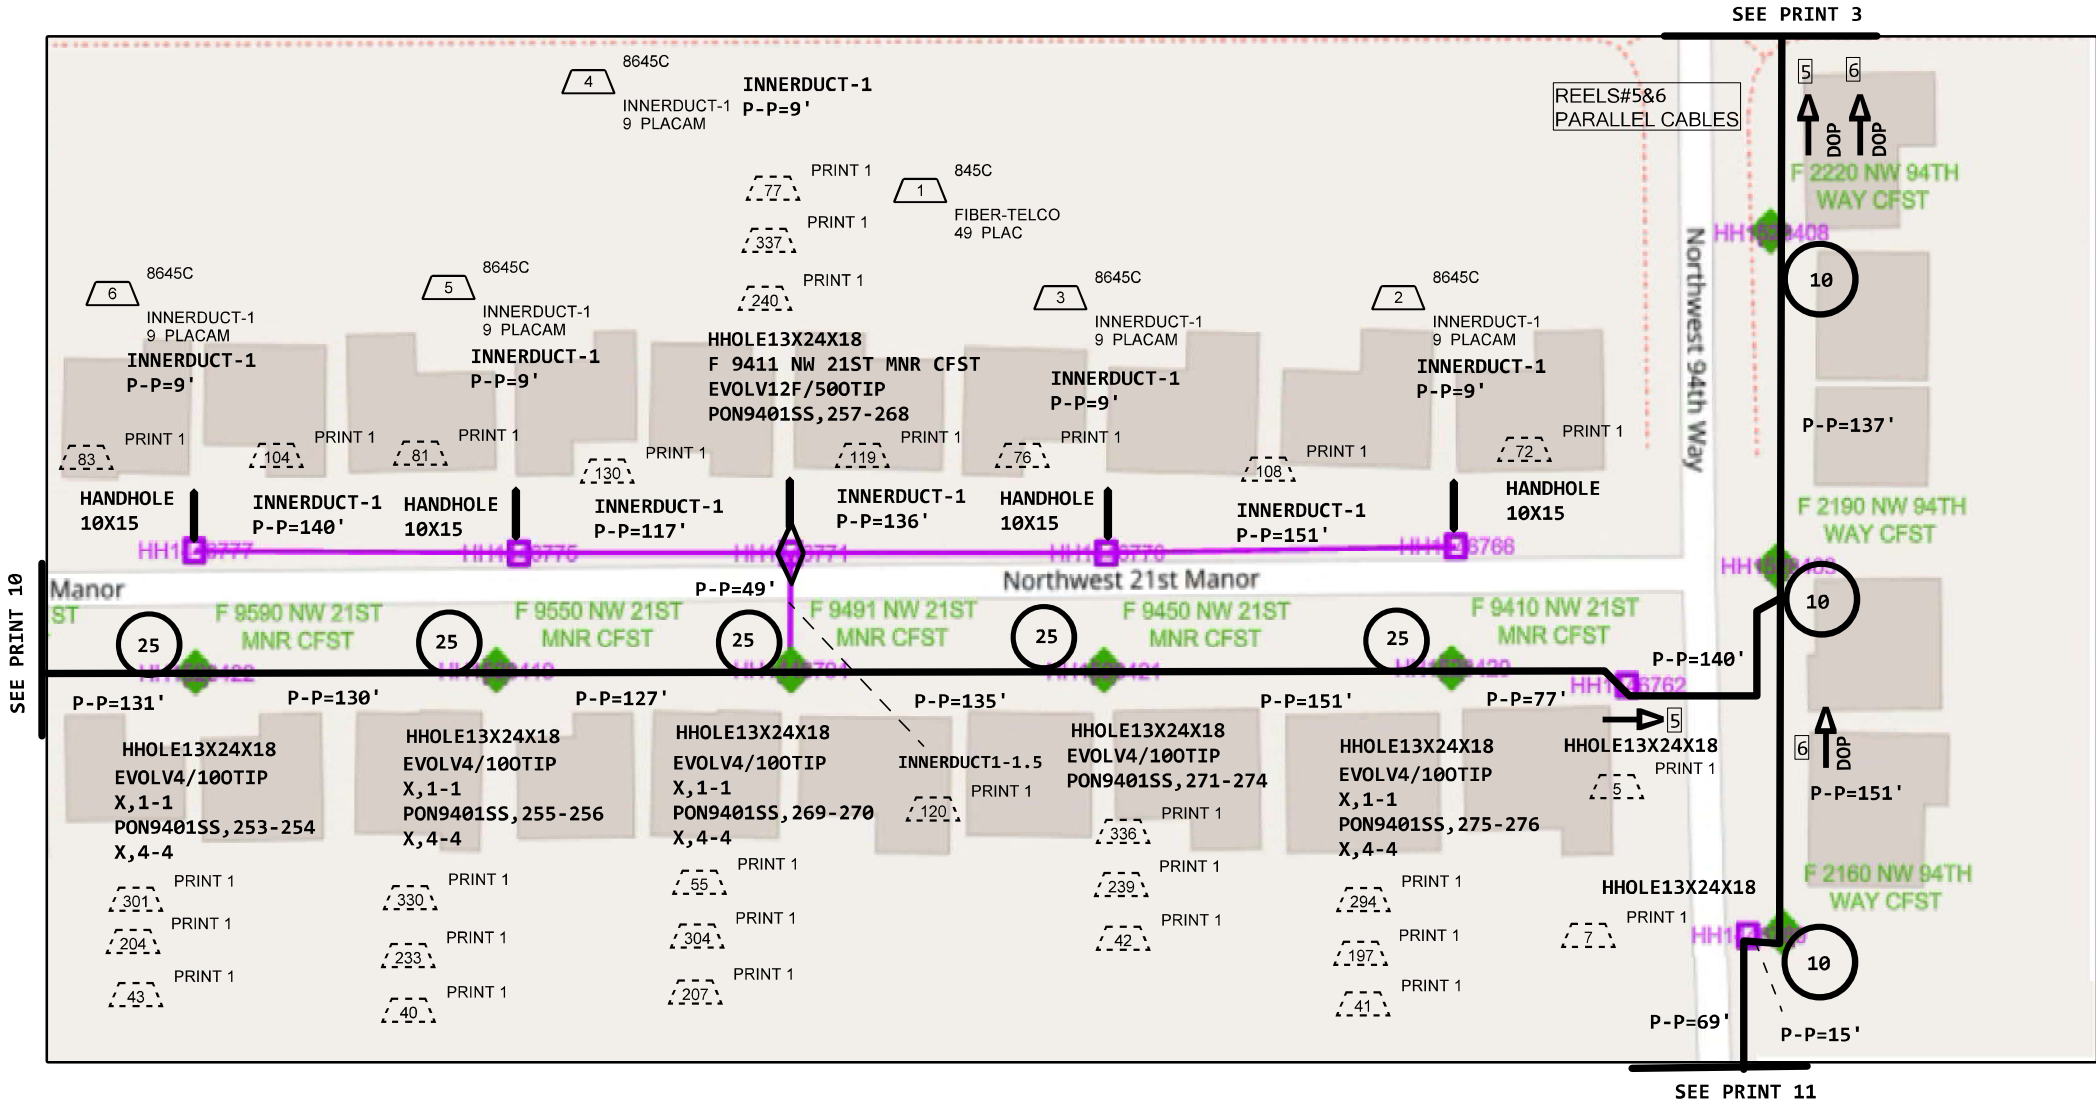 SEE PRINT 3
4
8645C
INNERDUCT-1
9 PLACAM
INNERDUCT-1
P-P=9'
REELS#5&6
PARALLEL CABLES
5
6
DOP
DOP
F 2220 NW 94TH
WAY CFST
77
PRINT 1
337
PRINT 1
240
PRINT 1
1
845C
FIBER-TELCO
49 PLAC
10
Northwest 94th Way
6
8645C
INNERDUCT-1
9 PLACAM
INNERDUCT-1
P-P=9'
5
8645C
INNERDUCT-1
9 PLACAM
INNERDUCT-1
P-P=9'
HHOLE13X24X18
F 9411 NW 21ST MNR CFST
EVOLV12F/500TIP
PON9401SS,257-268
3
8645C
INNERDUCT-1
9 PLACAM
INNERDUCT-1
P-P=9'
2
8645C
INNERDUCT-1
9 PLACAM
INNERDUCT-1
P-P=9'
P-P=137'
83
PRINT 1
104
PRINT 1
81
PRINT 1
130
PRINT 1
119
PRINT 1
76
PRINT 1
108
PRINT 1
72
PRINT 1
HANDHOLE
10X15
INNERDUCT-1
P-P=140'
HANDHOLE
10X15
INNERDUCT-1
P-P=117'
INNERDUCT-1
P-P=136'
HANDHOLE
10X15
INNERDUCT-1
P-P=151'
HANDHOLE
10X15
F 2190 NW 94TH
WAY CFST
SEE PRINT 10
Manor
P-P=49'
Northwest 21st Manor
ST
25
F 9590 NW 21ST
MNR CFST
25
F 9550 NW 21ST
MNR CFST
25
F 9491 NW 21ST
MNR CFST
25
F 9450 NW 21ST
MNR CFST
25
F 9410 NW 21ST
MNR CFST
10
P-P=140'
P-P=131'
P-P=130'
P-P=127'
P-P=135'
P-P=151'
P-P=77'
5
6
DOP
HHOLE13X24X18
EVOLV4/100TIP
X,1-1
PON9401SS,253-254
X,4-4
HHOLE13X24X18
EVOLV4/100TIP
X,1-1
PON9401SS,255-256
X,4-4
HHOLE13X24X18
EVOLV4/100TIP
X,1-1
PON9401SS,269-270
X,4-4
INNERDUCT1-1.5
120
PRINT 1
HHOLE13X24X18
EVOLV4/100TIP
PON9401SS,271-274
HHOLE13X24X18
EVOLV4/100TIP
X,1-1
PON9401SS,275-276
X,4-4
HHOLE13X24X18
5
PRINT 1
P-P=151'
301
PRINT 1
204
PRINT 1
43
PRINT 1
330
PRINT 1
233
PRINT 1
40
PRINT 1
55
PRINT 1
304
PRINT 1
207
PRINT 1
336
PRINT 1
239
PRINT 1
42
PRINT 1
294
PRINT 1
197
PRINT 1
41
PRINT 1
HHOLE13X24X18
7
PRINT 1
F 2160 NW 94TH
WAY CFST
10
P-P=69'
P-P=15'
SEE PRINT 11